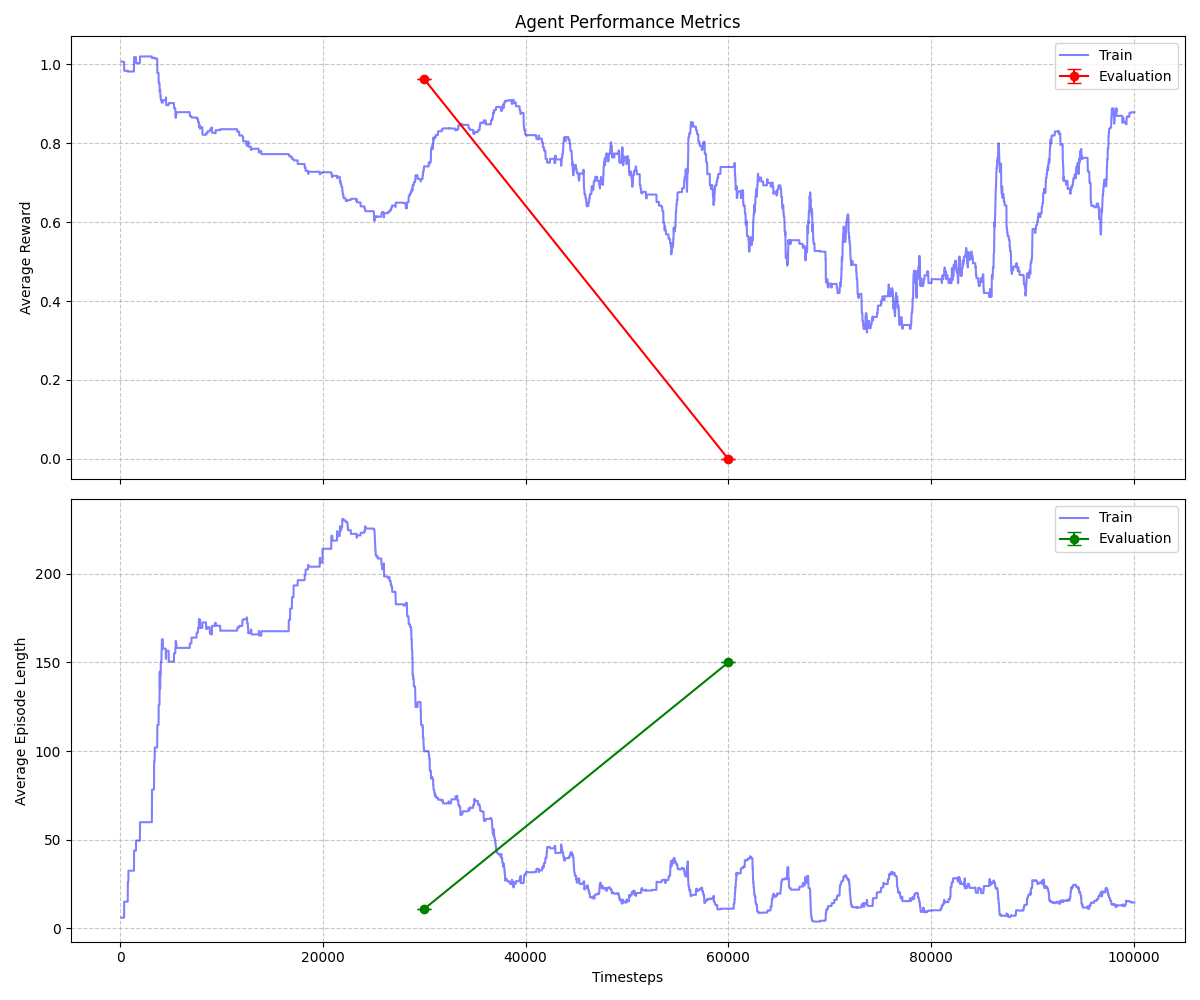 Agent Performance Metrics
Train
Evaluation
1.0
0.8
0.6
0.4
0.2
0.0
Average Reward
Train
Evaluation
200
150
100
50
0
Average Episode Length
0 20000 40000 60000 80000 100000
Timesteps